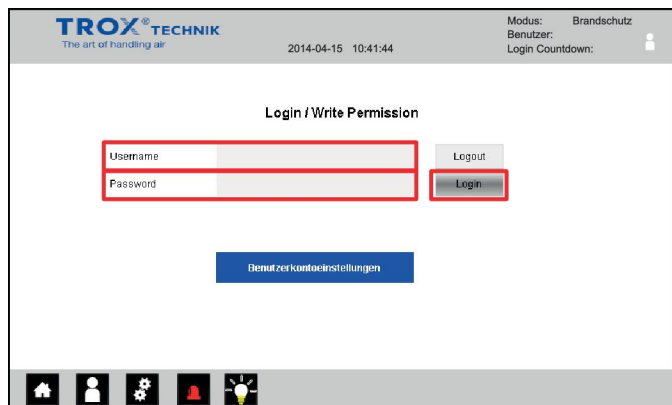 TROX®TECHNIK
The art of handling air
2014-04-15 10:41:44
Modus: Brandschutz
Benutzer:
Login Countdown:
Login / Write Permission
Username
Logout
Password
Login
Benutzerkontoeinstellungen